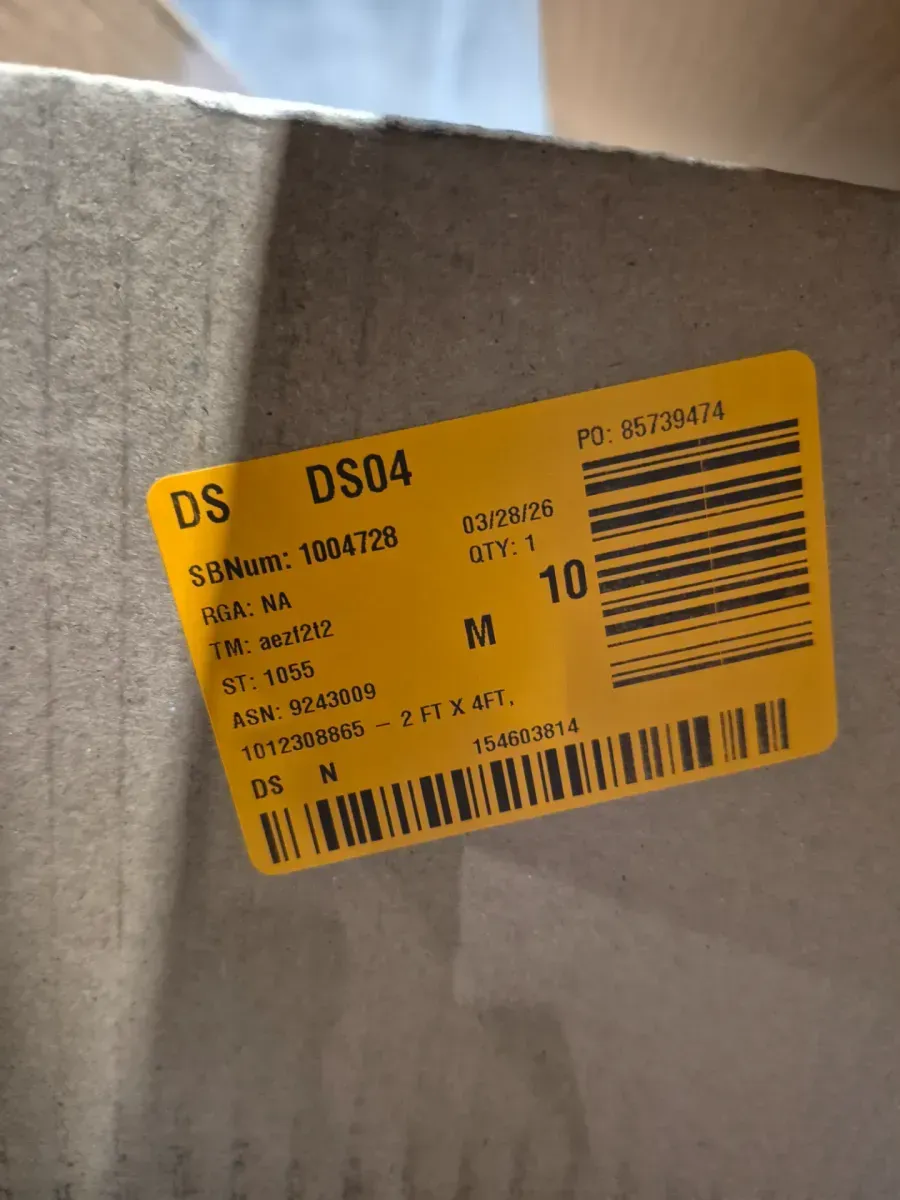 DS DS04
PO: 85739474
SBNum: 1004728 03/28/26
RGA: NA QTY: 1
TM: aezf2t2 M 10
ST: 1055
ASN: 9243009
1012308865 - 2 FT X 4FT,
DS N 154603814